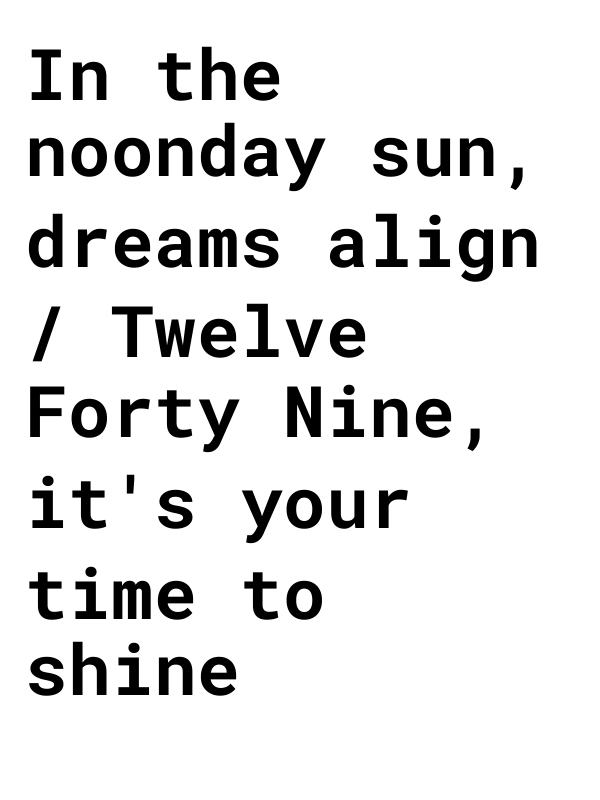 In the
noonday sun,
dreams align
/ Twelve
Forty Nine,
it's your
time to
shine